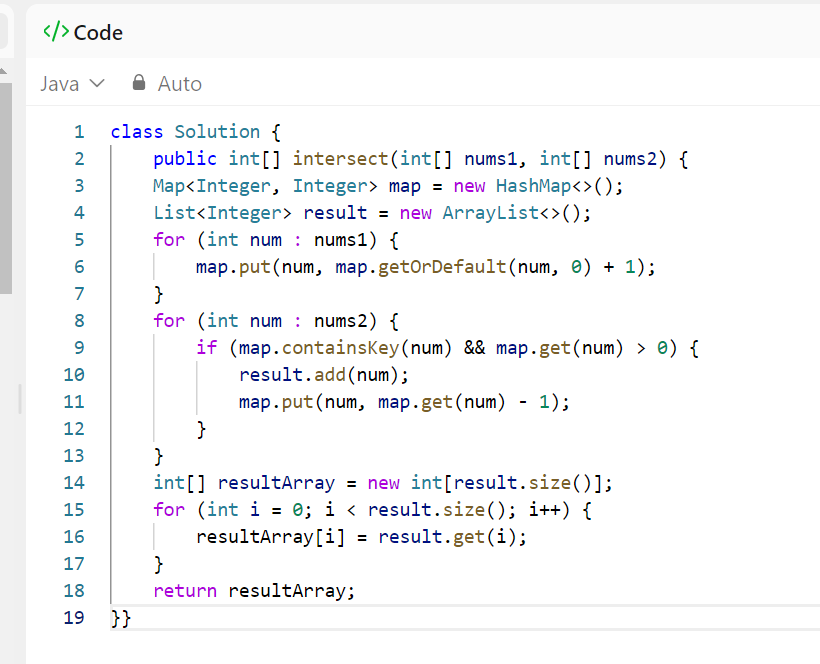 </> Code
Java Auto
1 class Solution {
2 public int[] intersect(int[] nums1, int[] nums2) {
3 Map<Integer, Integer> map = new HashMap<>();
4 List<Integer> result = new ArrayList<>();
5 for (int num : nums1) {
6 map.put(num, map.getOrDefault(num, 0) + 1);
7 }
8 for (int num : nums2) {
9 if (map.containsKey(num) && map.get(num) > 0) {
10 result.add(num);
11 map.put(num, map.get(num) - 1);
12 }
13 }
14 int[] resultArray = new int[result.size()];
15 for (int i = 0; i < result.size(); i++) {
16 resultArray[i] = result.get(i);
17 }
18 return resultArray;
19 }}